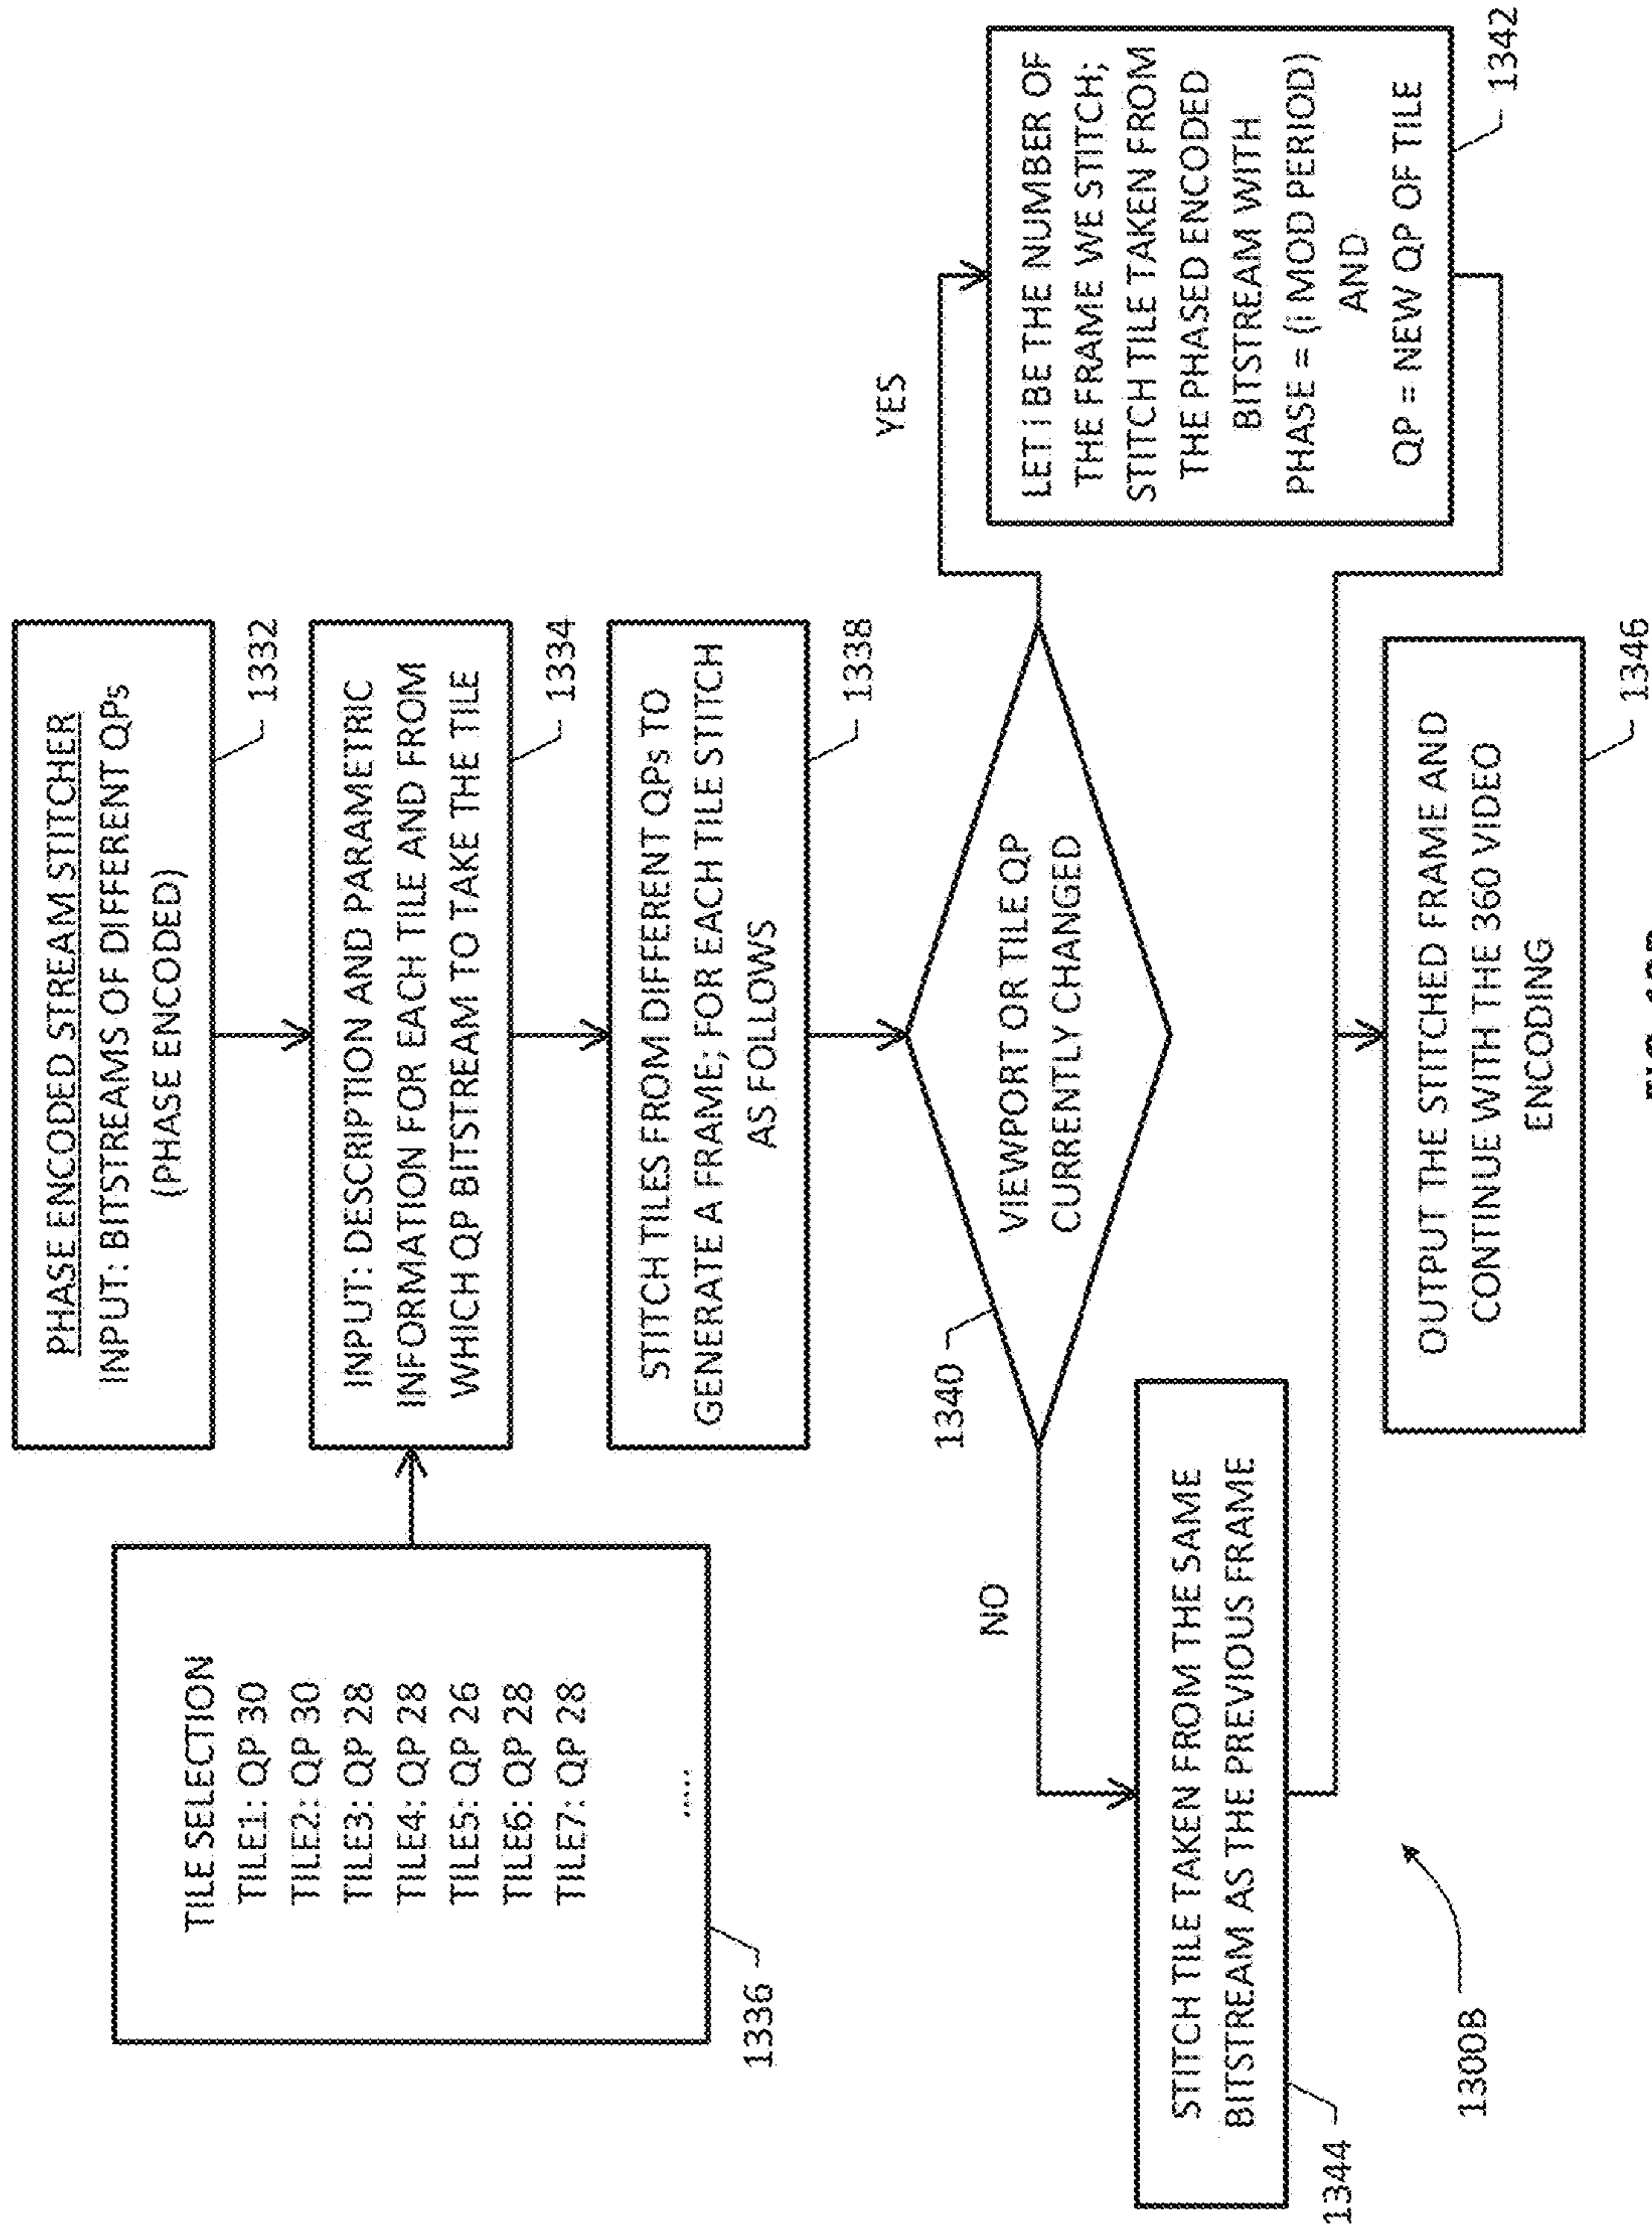 PHASE ENCODED STREAM STITCHER
INPUT: BITSTREAMS OF DIFFERENT QPs
(PHASE ENCODED)
1332
TILE SELECTION
TILE1: QP 30
TILE2: QP 30
TILE3: QP 28
TILE4: QP 28
TILE5: QP 26
TILE6: QP 28
TILE7: QP 28
....
1336
INPUT: DESCRIPTION AND PARAMETRIC
INFORMATION FOR EACH TILE AND FROM
WHICH QP BITSTREAM TO TAKE THE TILE
1334
STITCH TILES FROM DIFFERENT QPs TO
GENERATE A FRAME; FOR EACH TILE STITCH
AS FOLLOWS
1338
1340
VIEWPORT OR TILE QP
CURRENTLY CHANGED
NO
YES
STITCH TILE TAKEN FROM THE SAME
BITSTREAM AS THE PREVIOUS FRAME
1344
LET i BE THE NUMBER OF
THE FRAME WE STITCH;
STITCH TILE TAKEN FROM
THE PHASED ENCODED
BITSTREAM WITH
PHASE = (i MOD PERIOD)
AND
QP = NEW QP OF TILE
1342
OUTPUT THE STITCHED FRAME AND
CONTINUE WITH THE 360 VIDEO
ENCODING
1346
1300B